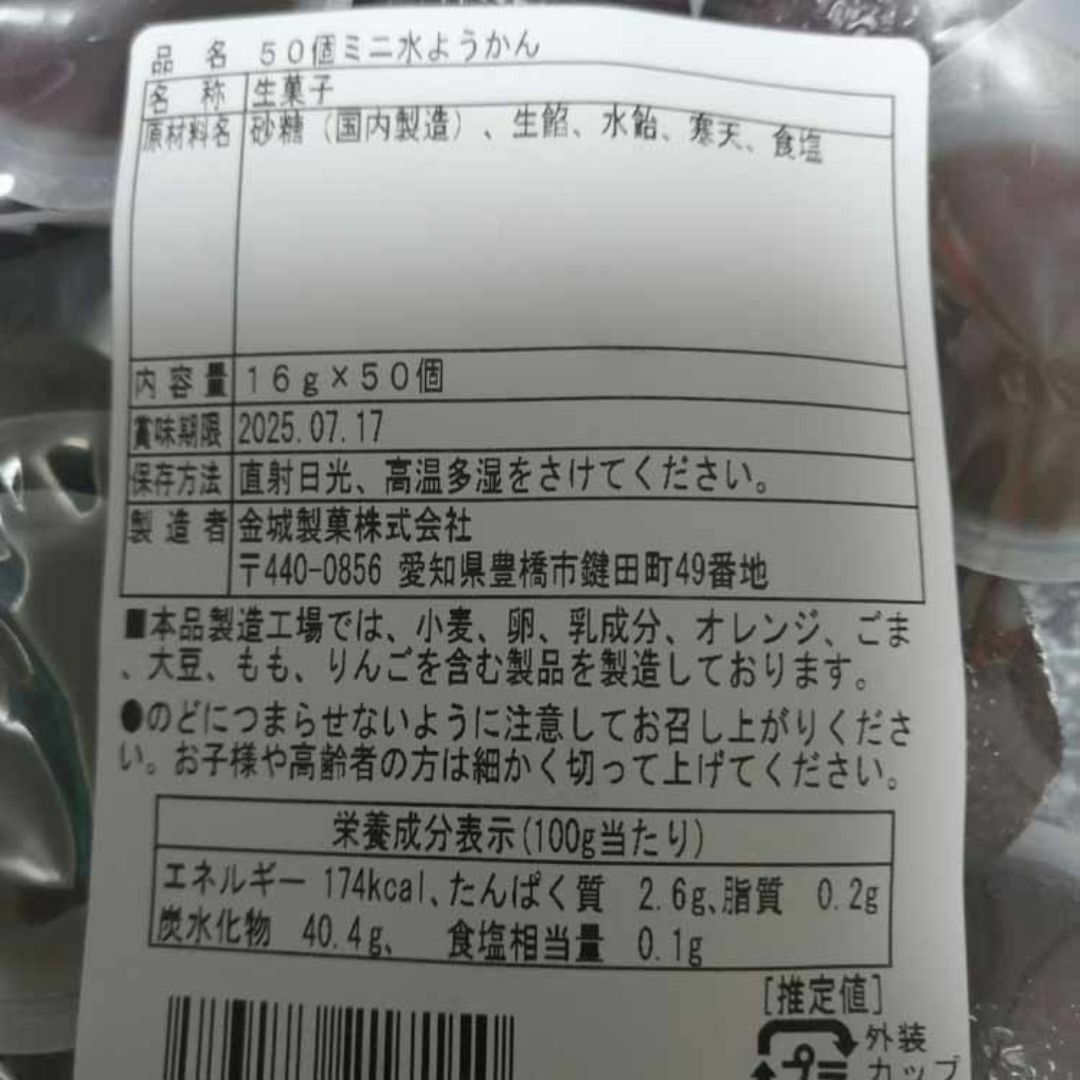 品名 50個ミニ水ようかん
名称 生菓子
原材料名 砂糖（国内製造）、生餡、水飴、寒天、食塩
内容量 16g×50個
賞味期限 2025.07.17
保存方法 直射日光、高温多湿をさけてください。
製造者 金城製菓株式会社
〒440-0856 愛知県豊橋市鍵田町49番地
■本品製造工場では、小麦、卵、乳成分、オレンジ、ごま
、大豆、もも、りんごを含む製品を製造しております。
●のどにつまらせないように注意してお召し上がりくださ
い。お子様や高齢者の方は細かく切って上げてください。
栄養成分表示(100g当たり)
エネルギー 174kcal、たんぱく質 2.6g、脂質 0.2g
炭水化物 40.4g、 食塩相当量 0.1g
[推定値]
外装
プラ カップ